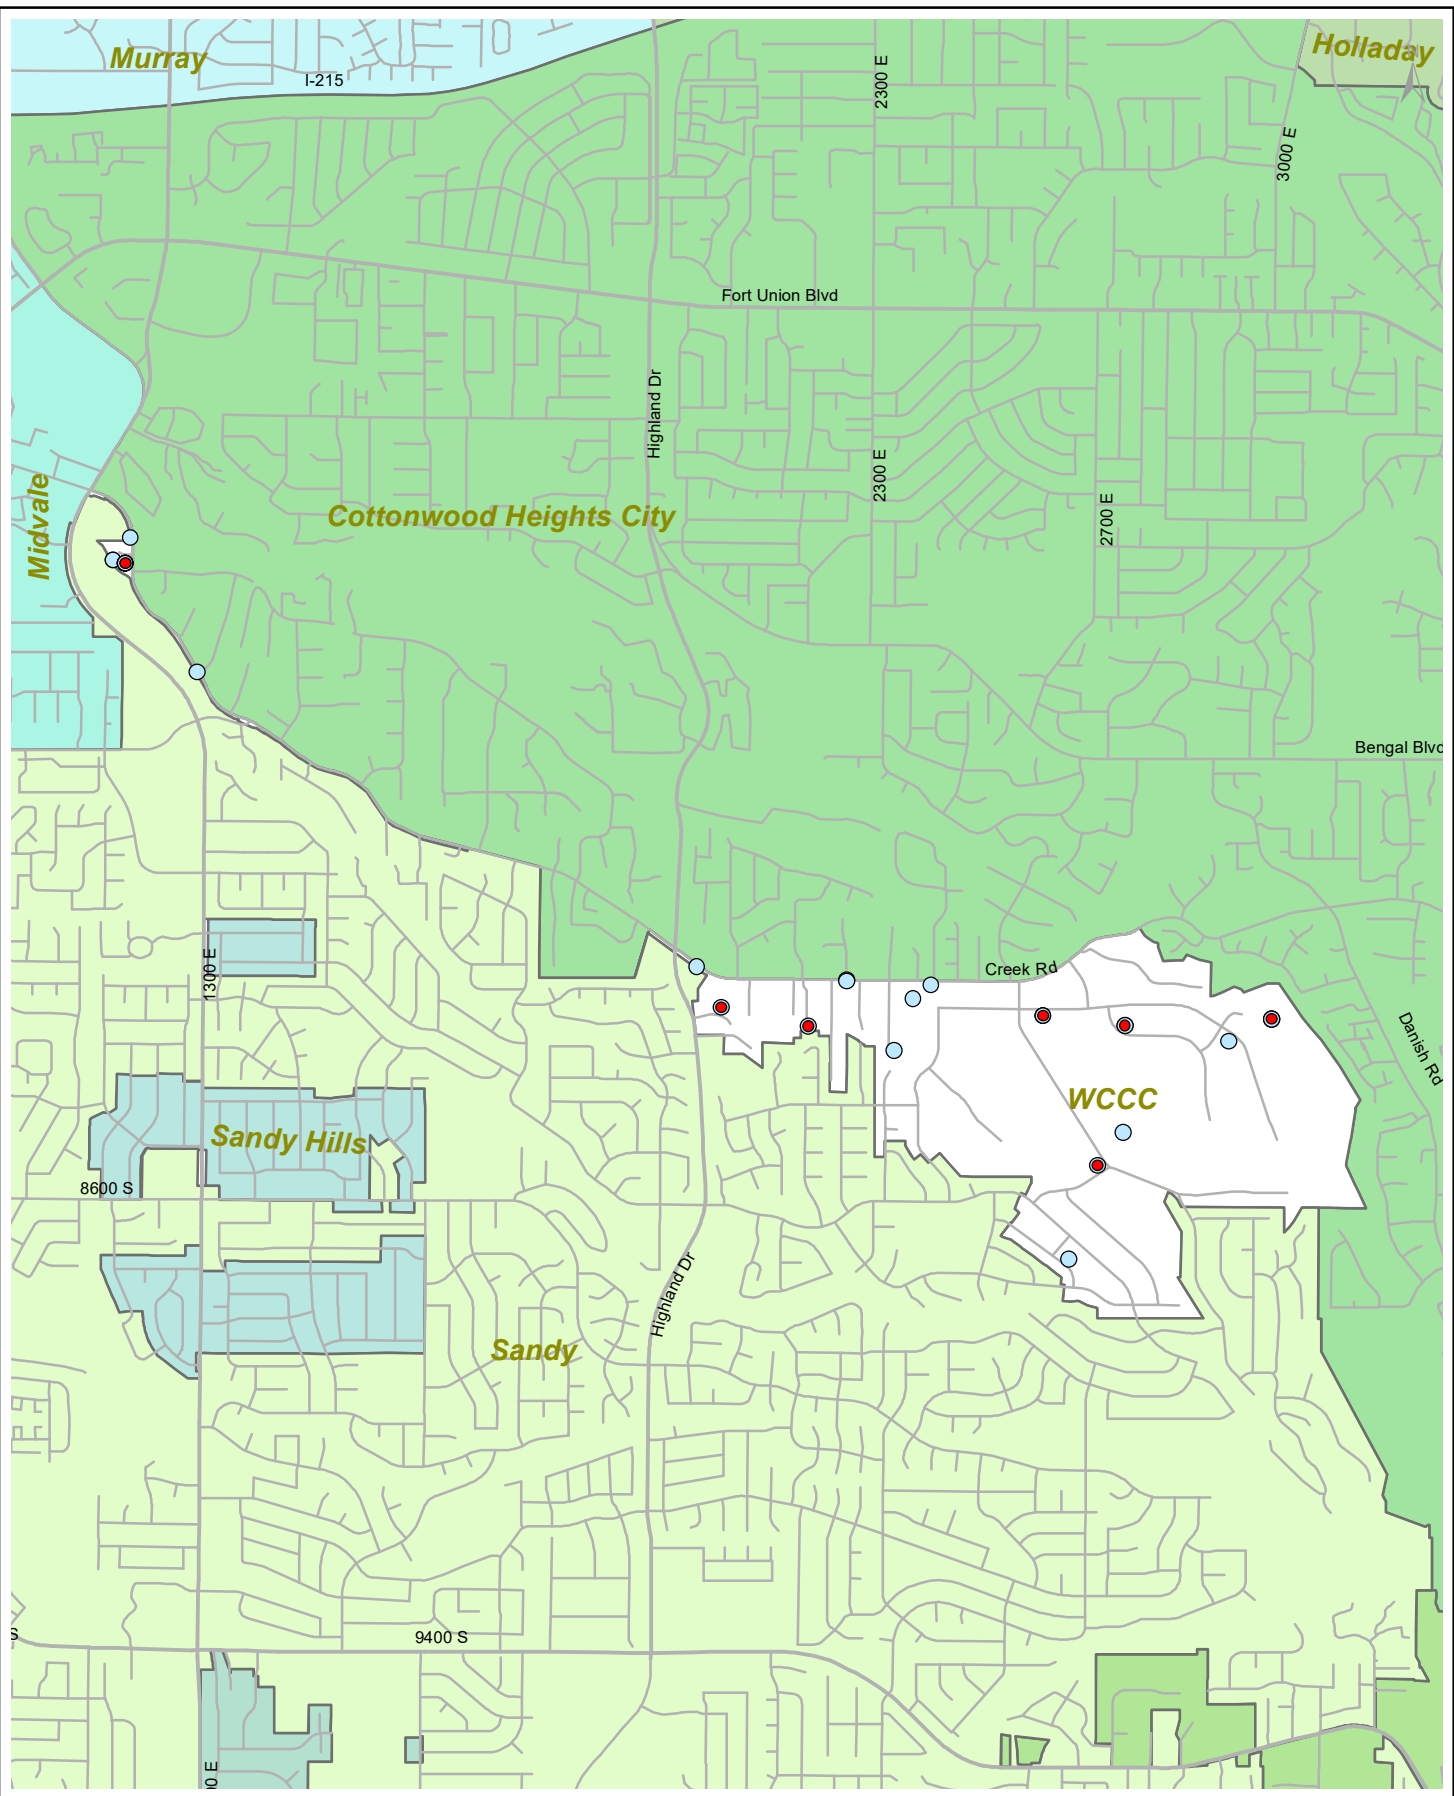 Murray
Holladay
I-215
2300 E
3000 E
Fort Union Blvd
Highland Dr
2300 E
Midvale
Cottonwood Heights City
2700 E
Bengal Blvd
1300 E
Creek Rd
Danish Rd
WCCC
Sandy Hills
8600 S
Highland Dr
Sandy
S
9400 S
0 E